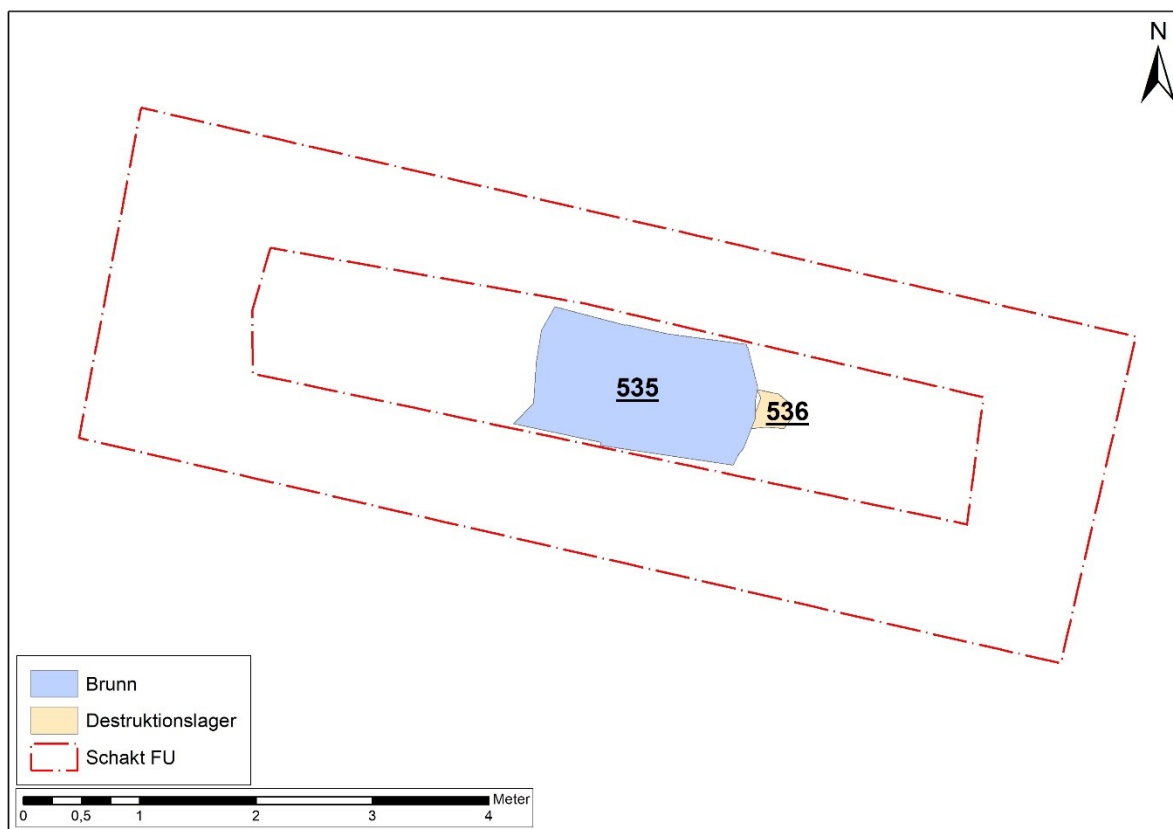 N
535
536
Brunn
Destruktionslager
Schakt FU
Meter
0 0,5 1 2 3 4